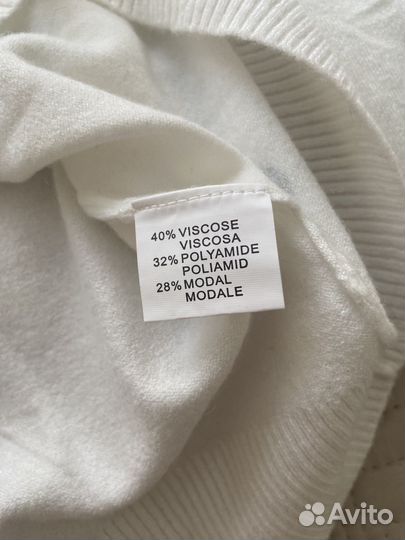 40% VISCOSE
VISCOSA
32% POLYAMIDE
POLIAMID
28% MODAL
MODALE
Avito